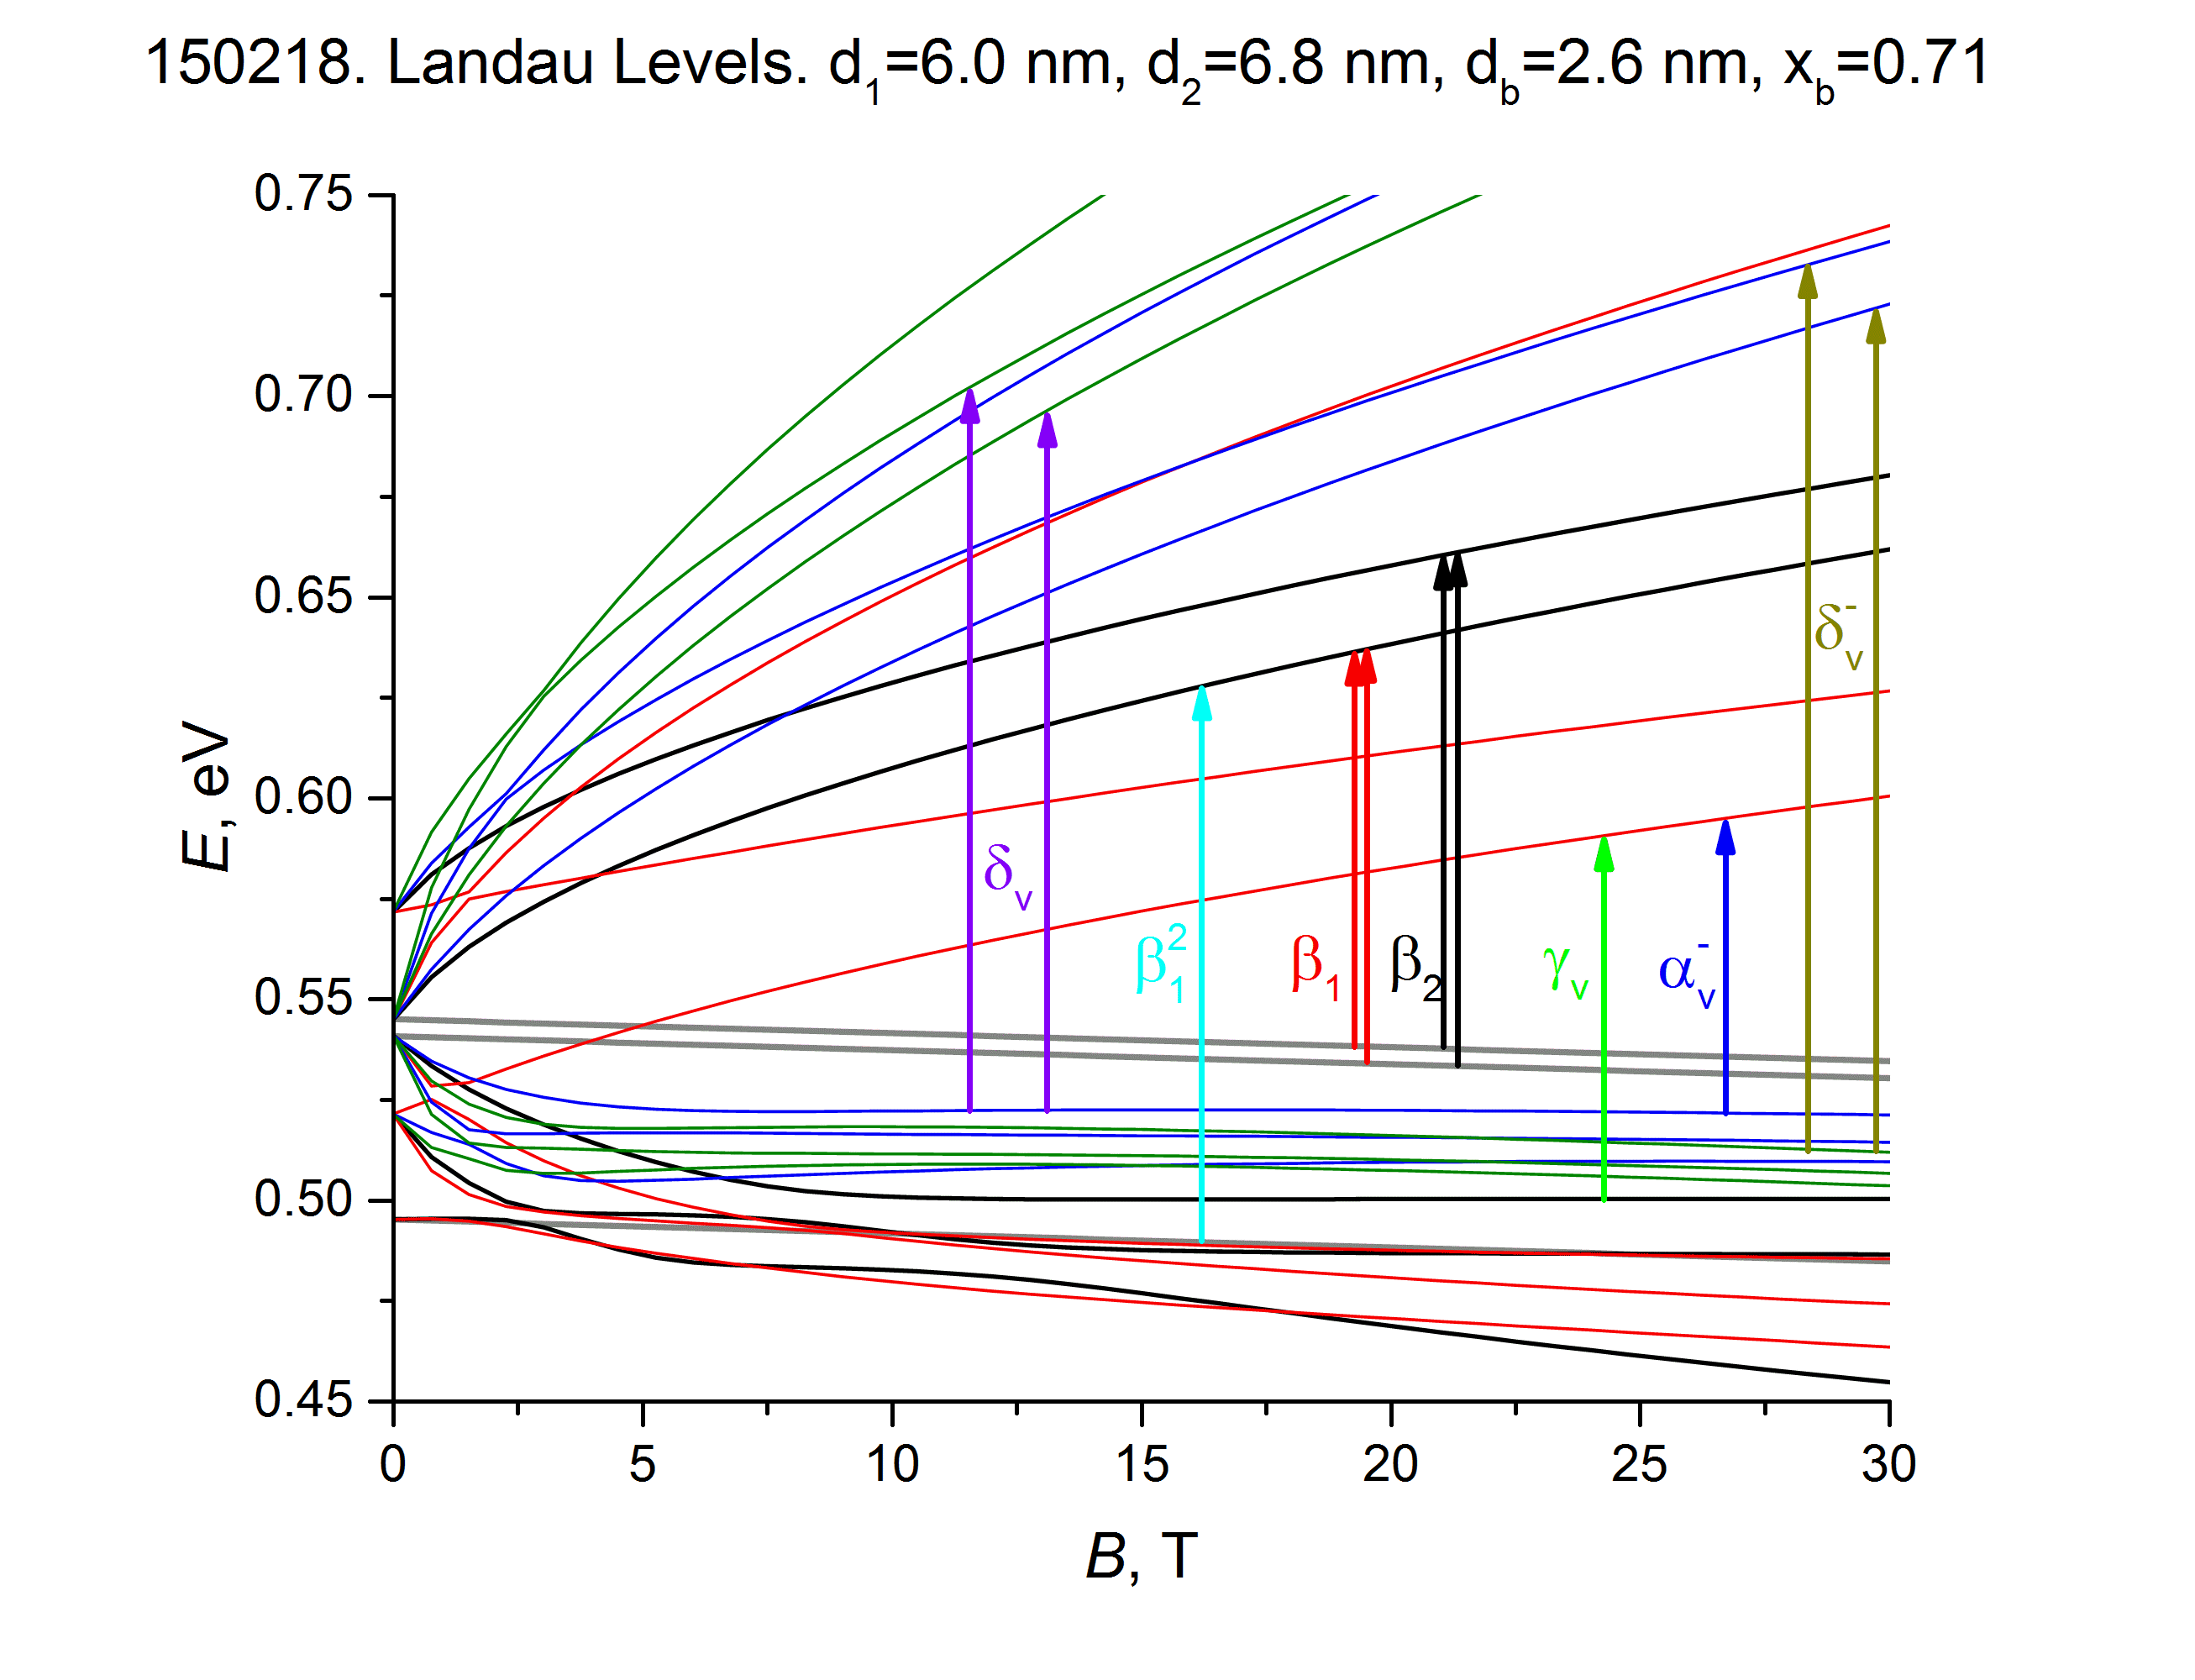 150218. Landau Levels. d₁=6.0 nm, d₂=6.8 nm, d_b=2.6 nm, x_b=0.71
0.75
0.70
0.65
0.60
0.55
0.50
0.45
E, eV
δᵥ⁻
δᵥ
β₁²
β₁
β₂
γᵥ
αᵥ⁻
0 5 10 15 20 25 30
B, T